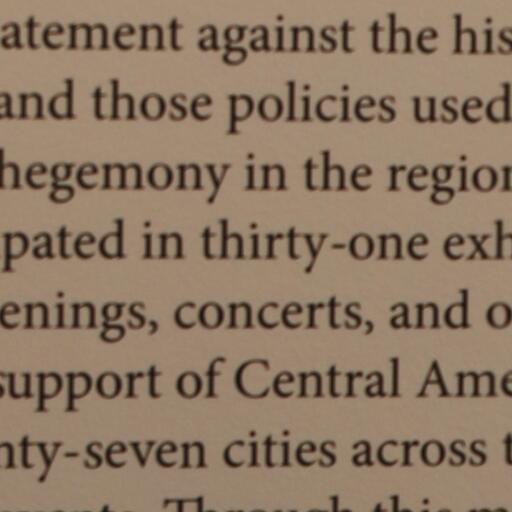 atement against the his
and those policies used
hegemony in the region
pated in thirty-one exh
enings, concerts, and o
support of Central Ame
nty-seven cities across t
Through this